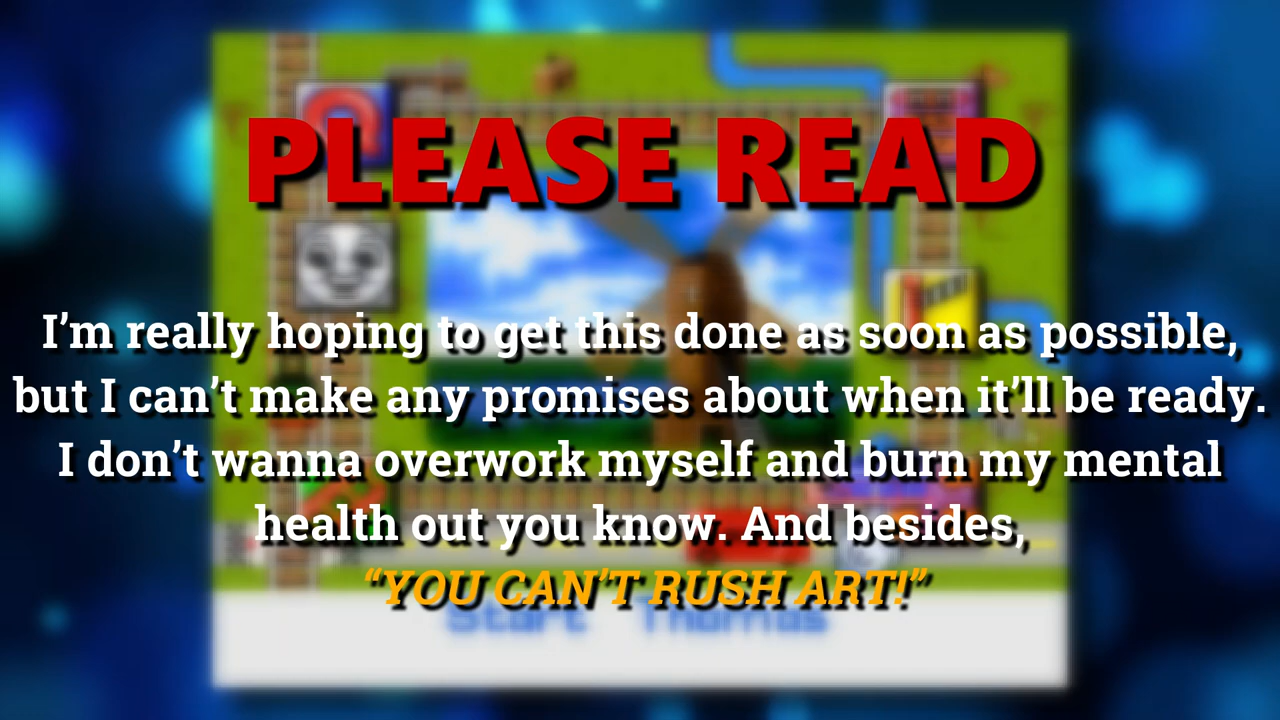 PLEASE READ
I’m really hoping to get this done as soon as possible,
but I can’t make any promises about when it’ll be ready.
I don’t wanna overwork myself and burn my mental
health out you know. And besides,
“YOU CAN’T RUSH ART!”
Start Thomas